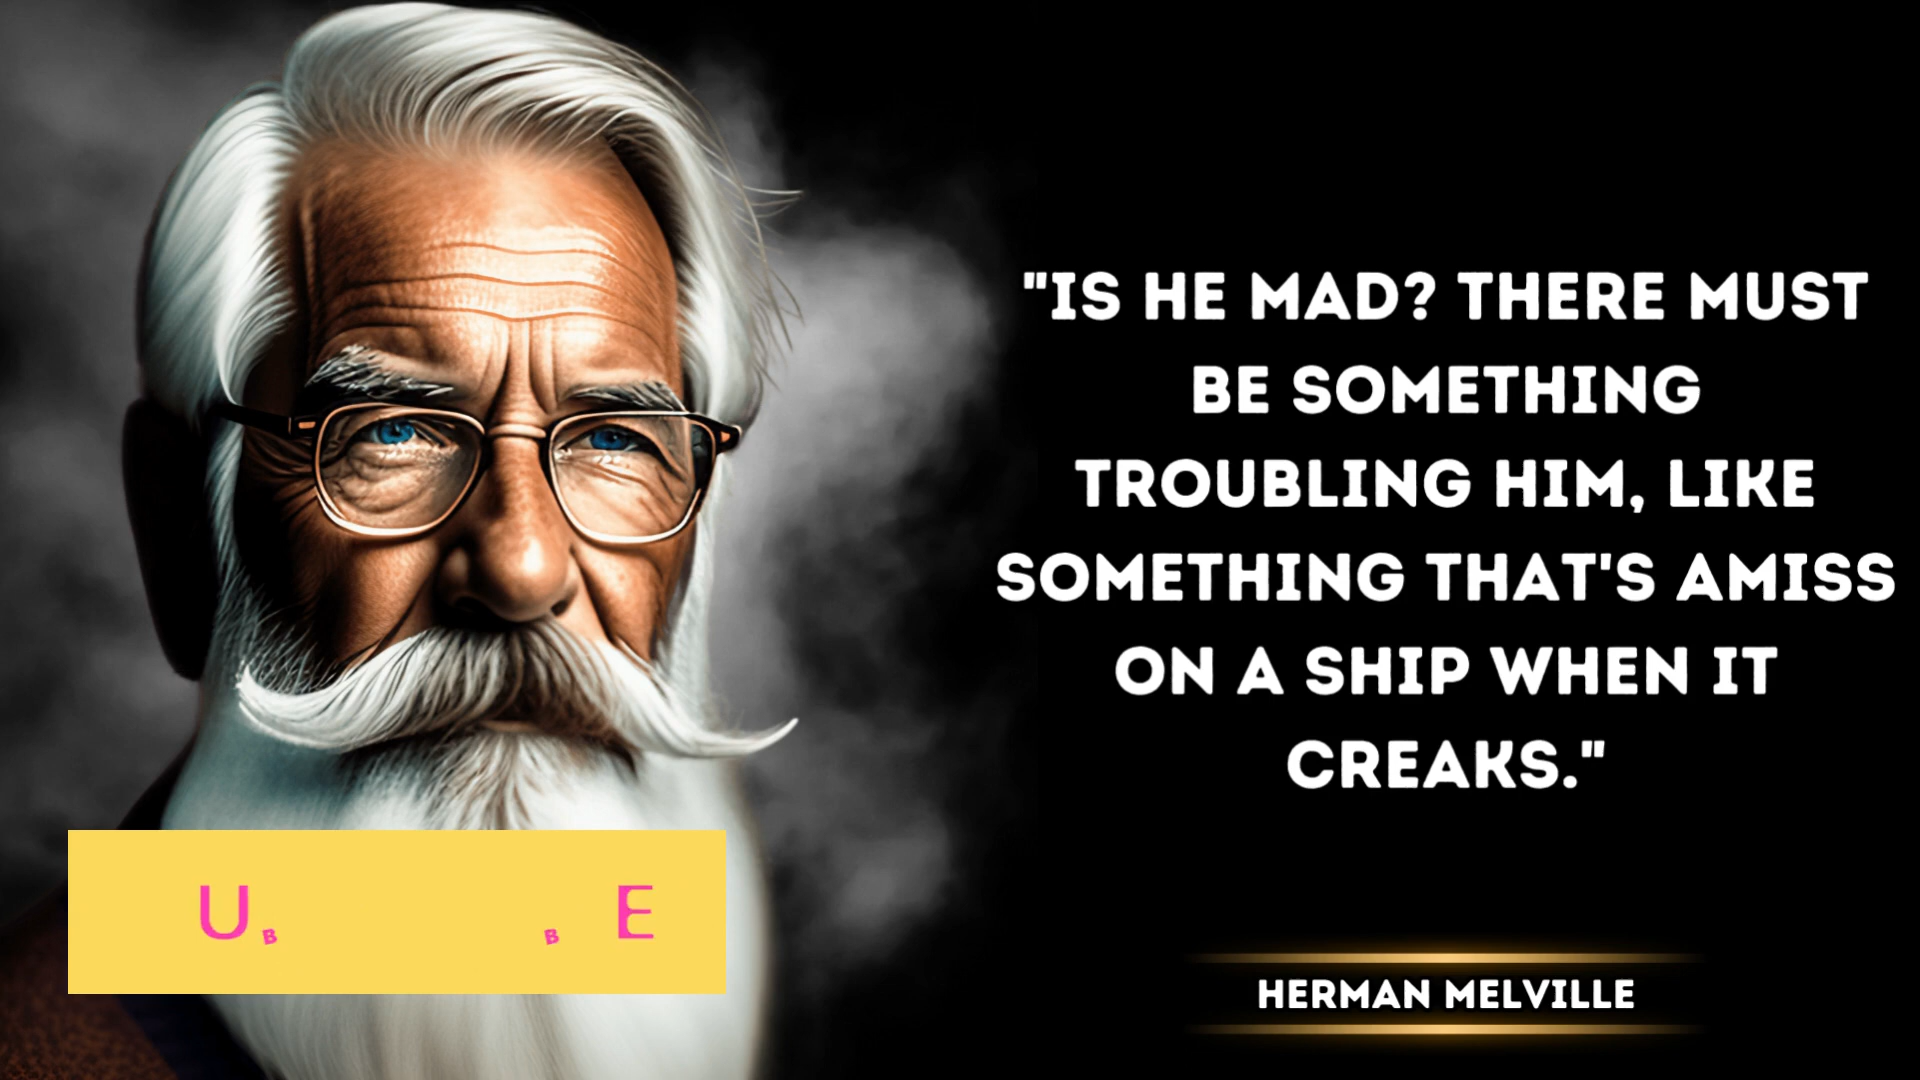 "IS HE MAD? THERE MUST
BE SOMETHING
TROUBLING HIM, LIKE
SOMETHING THAT'S AMISS
ON A SHIP WHEN IT
CREAKS."
U B B E
HERMAN MELVILLE